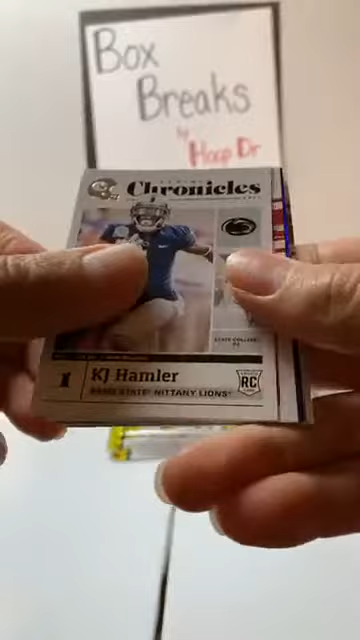 Box
Breaks
by
Hoop Dr
Chronicles
1
KJ Hamler
PENN STATE NITTANY LIONS
RC